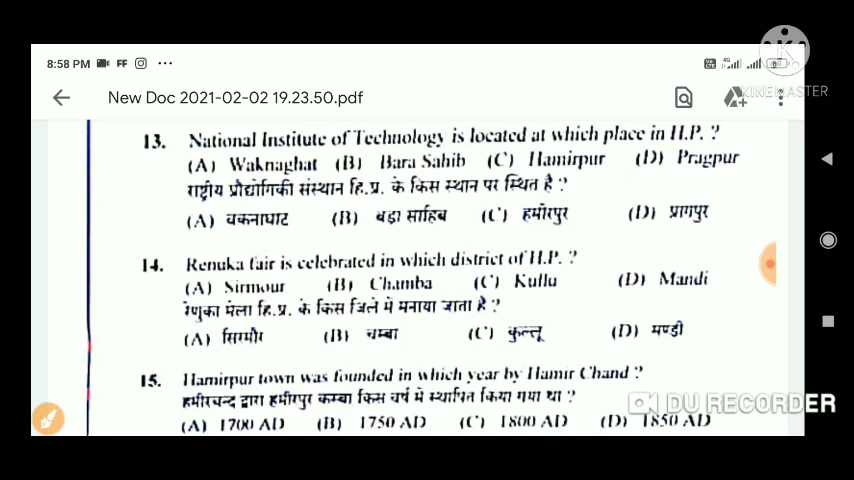 8:58 PM FF ...
New Doc 2021-02-02 19.23.50.pdf
K
KINEMASTER
13. National Institute of Technology is located at which place in H.P. ?
(A) Waknaghat (B) Bara Sahib (C) Hamirpur (D) Pragpur
राष्ट्रीय प्रौद्योगिकी संस्थान हि.प्र. के किस स्थान पर स्थित है ?
(A) वकनाघाट (B) बड़ा साहिब (C) हमीरपुर (D) प्रागपुर
14. Renuka fair is celebrated in which district of H.P. ?
(A) Sirmour (B) Chamba (C) Kullu (D) Mandi
रेणुका मेला हि.प्र. के किस जिले में मनाया जाता है ?
(A) सिरमौर (B) चम्बा (C) कुल्लू (D) मण्डी
15. Hamirpur town was founded in which year by Hamir Chand ?
हमीरचन्द द्वारा हमीरपुर कस्बा किस वर्ष में स्थापित किया गया था ?
DU RECORDER
(A) 1700 AD (B) 1750 AD (C) 1800 AD (D) 1850 AD